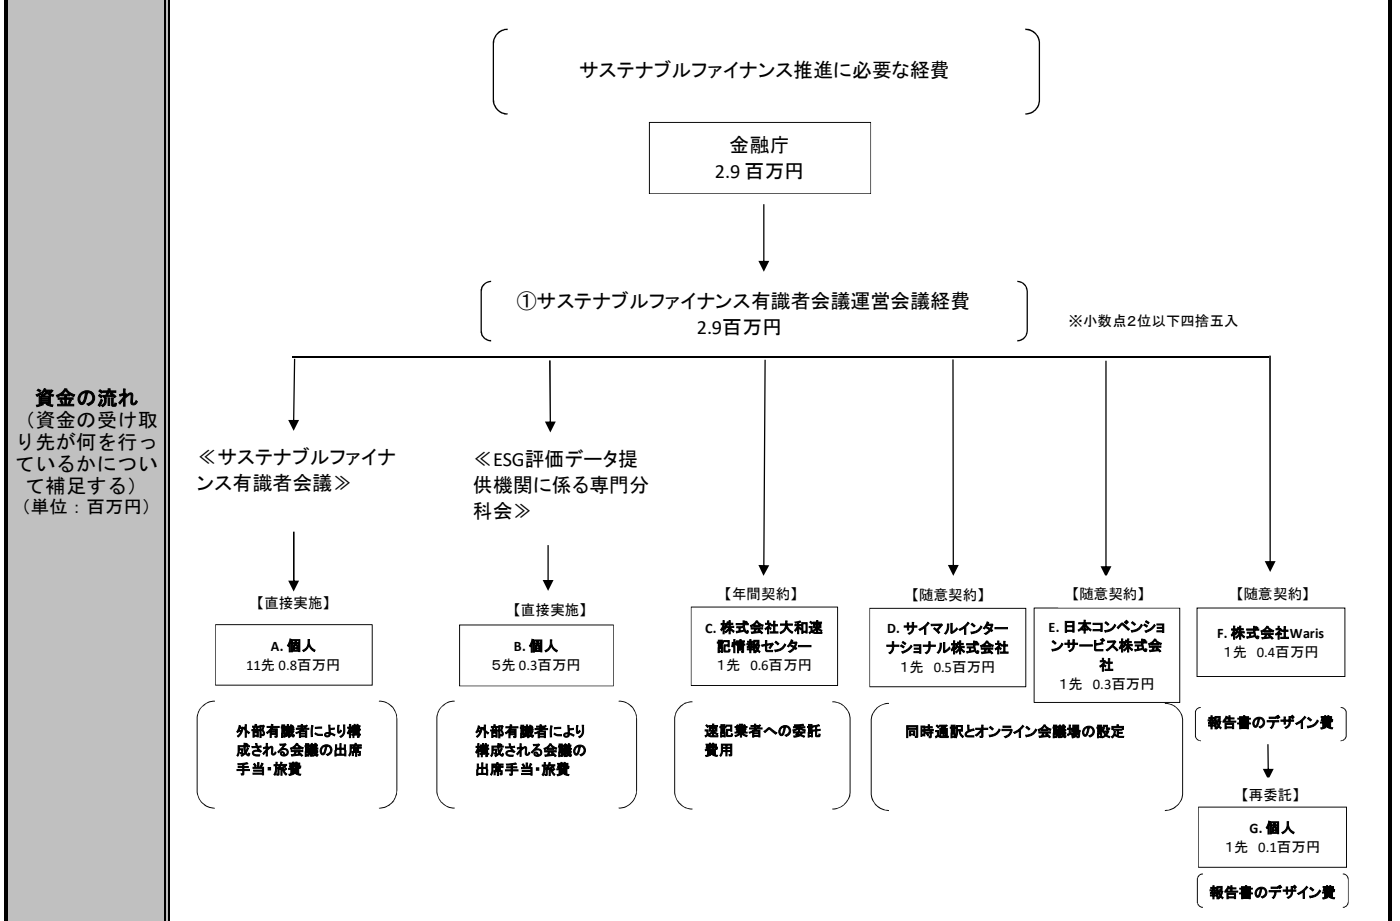 サステナブルファイナンス推進に必要な経費
金融庁
2.9 百万円
①サステナブルファイナンス有識者会議運営会議経費
2.9百万円
※小数点2位以下四捨五入
資金の流れ
（資金の受け取
り先が何を行っ
ているかについ
て補足する）
（単位：百万円）
≪サステナブルファイナ
ンス有識者会議≫
≪ESG評価データ提
供機関に係る専門分
科会≫
【直接実施】
A. 個人
11先 0.8百万円
外部有識者により構
成される会議の出席
手当・旅費
【直接実施】
B. 個人
５先 0.3百万円
外部有識者により
構成される会議の
出席手当・旅費
【年間契約】
C. 株式会社大和速
記情報センター
１先　0.6百万円
速記業者への委託
費用
【随意契約】
D. サイマルインター
ナショナル株式会社
１先　0.5百万円
【随意契約】
E. 日本コンベンショ
ンサービス株式会
社
１先　0.3百万円
同時通訳とオンライン会議場の設定
【随意契約】
F. 株式会社Waris
１先　0.4百万円
報告書のデザイン費
【再委託】
G. 個人
１先　0.1百万円
報告書のデザイン費